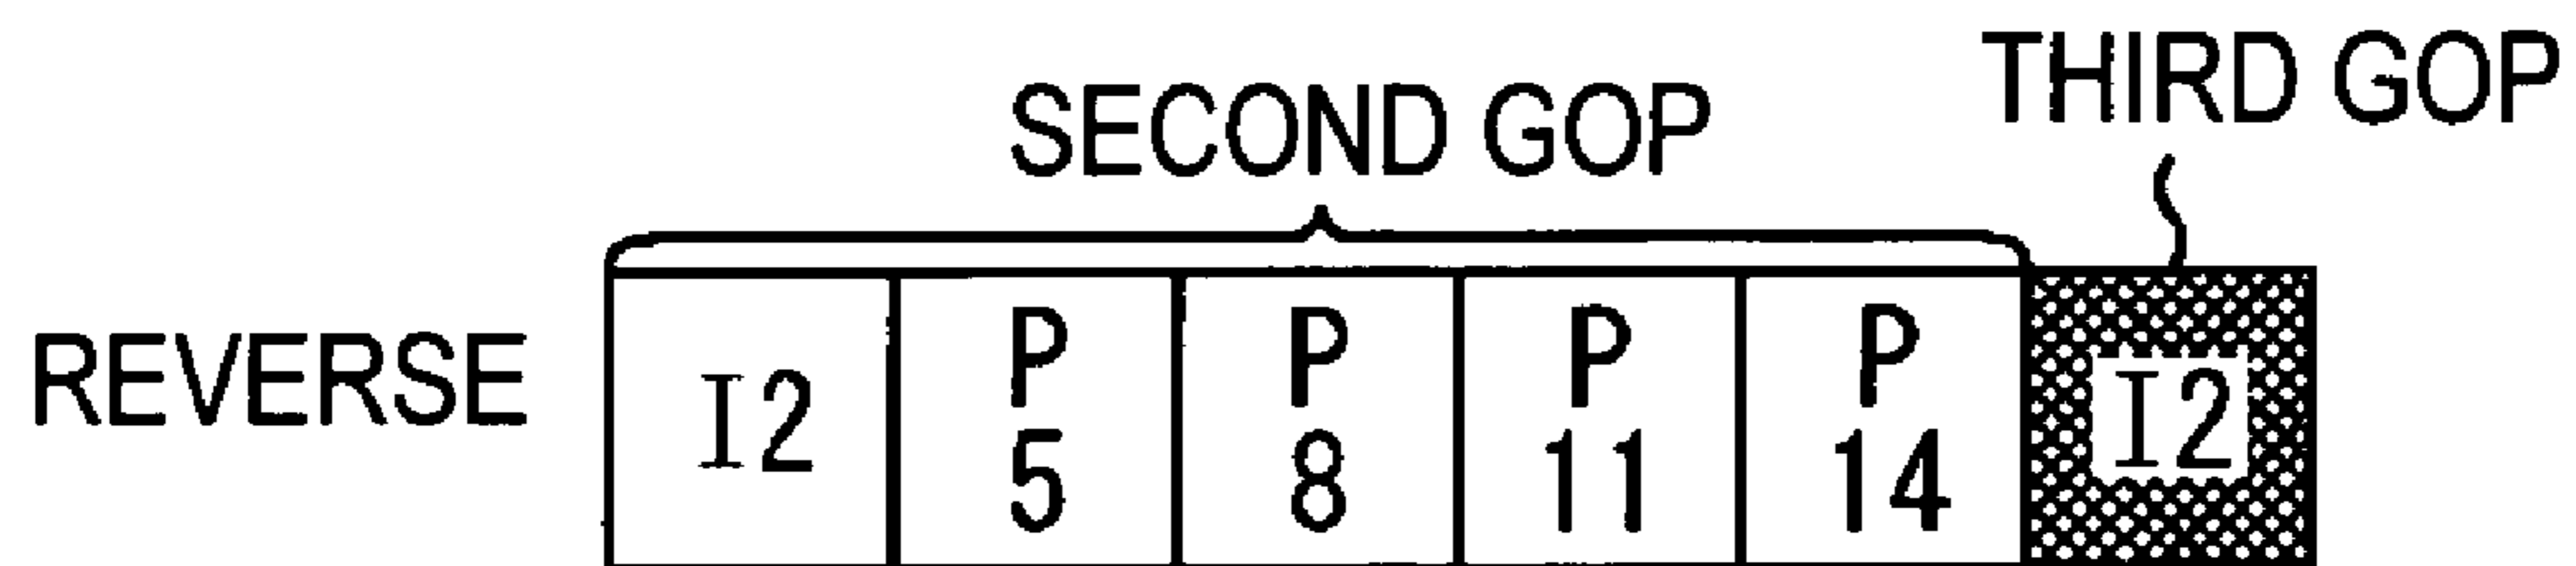 THIRD GOP
SECOND GOP
REVERSE
I2
P
5
P
8
P
11
P
14
I2